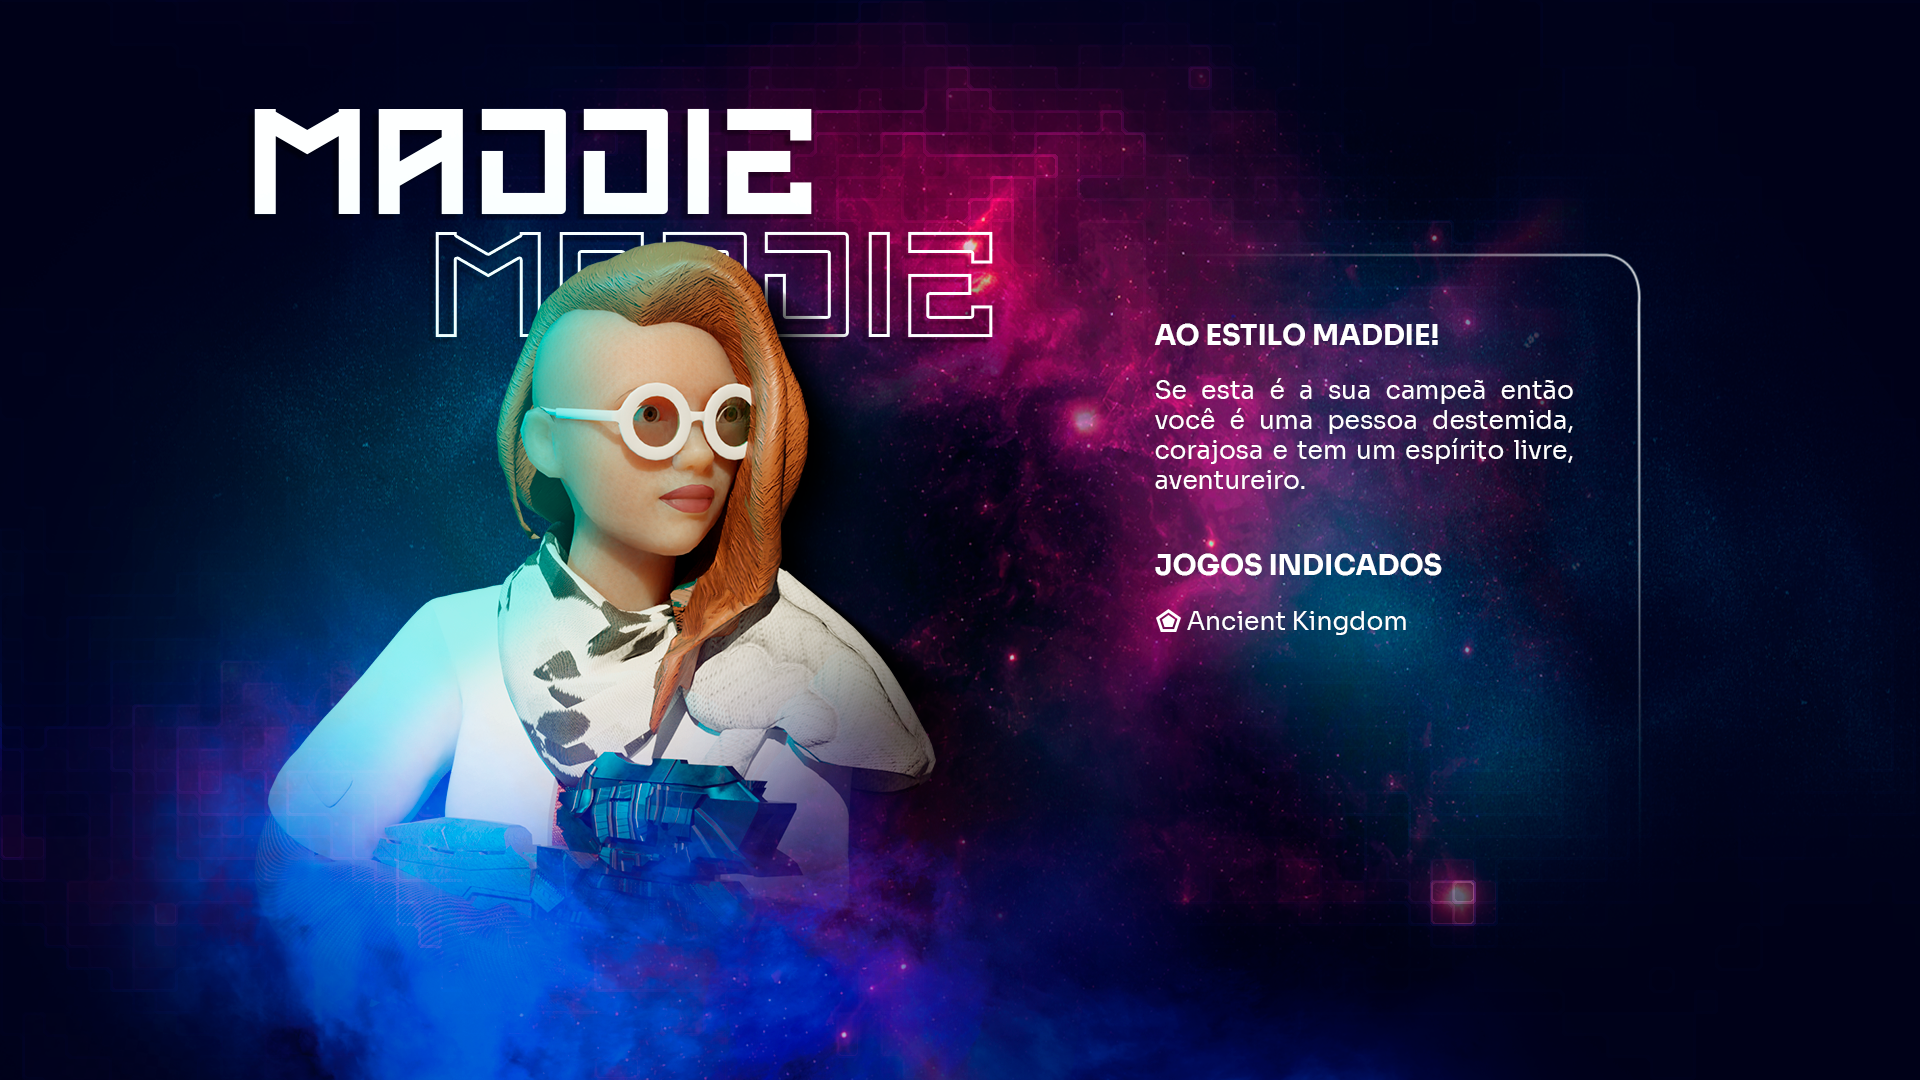 MADDIE
MADDIE
AO ESTILO MADDIE!
Se esta é a sua campeã então
você é uma pessoa destemida,
corajosa e tem um espírito livre,
aventureiro.
JOGOS INDICADOS
Ancient Kingdom